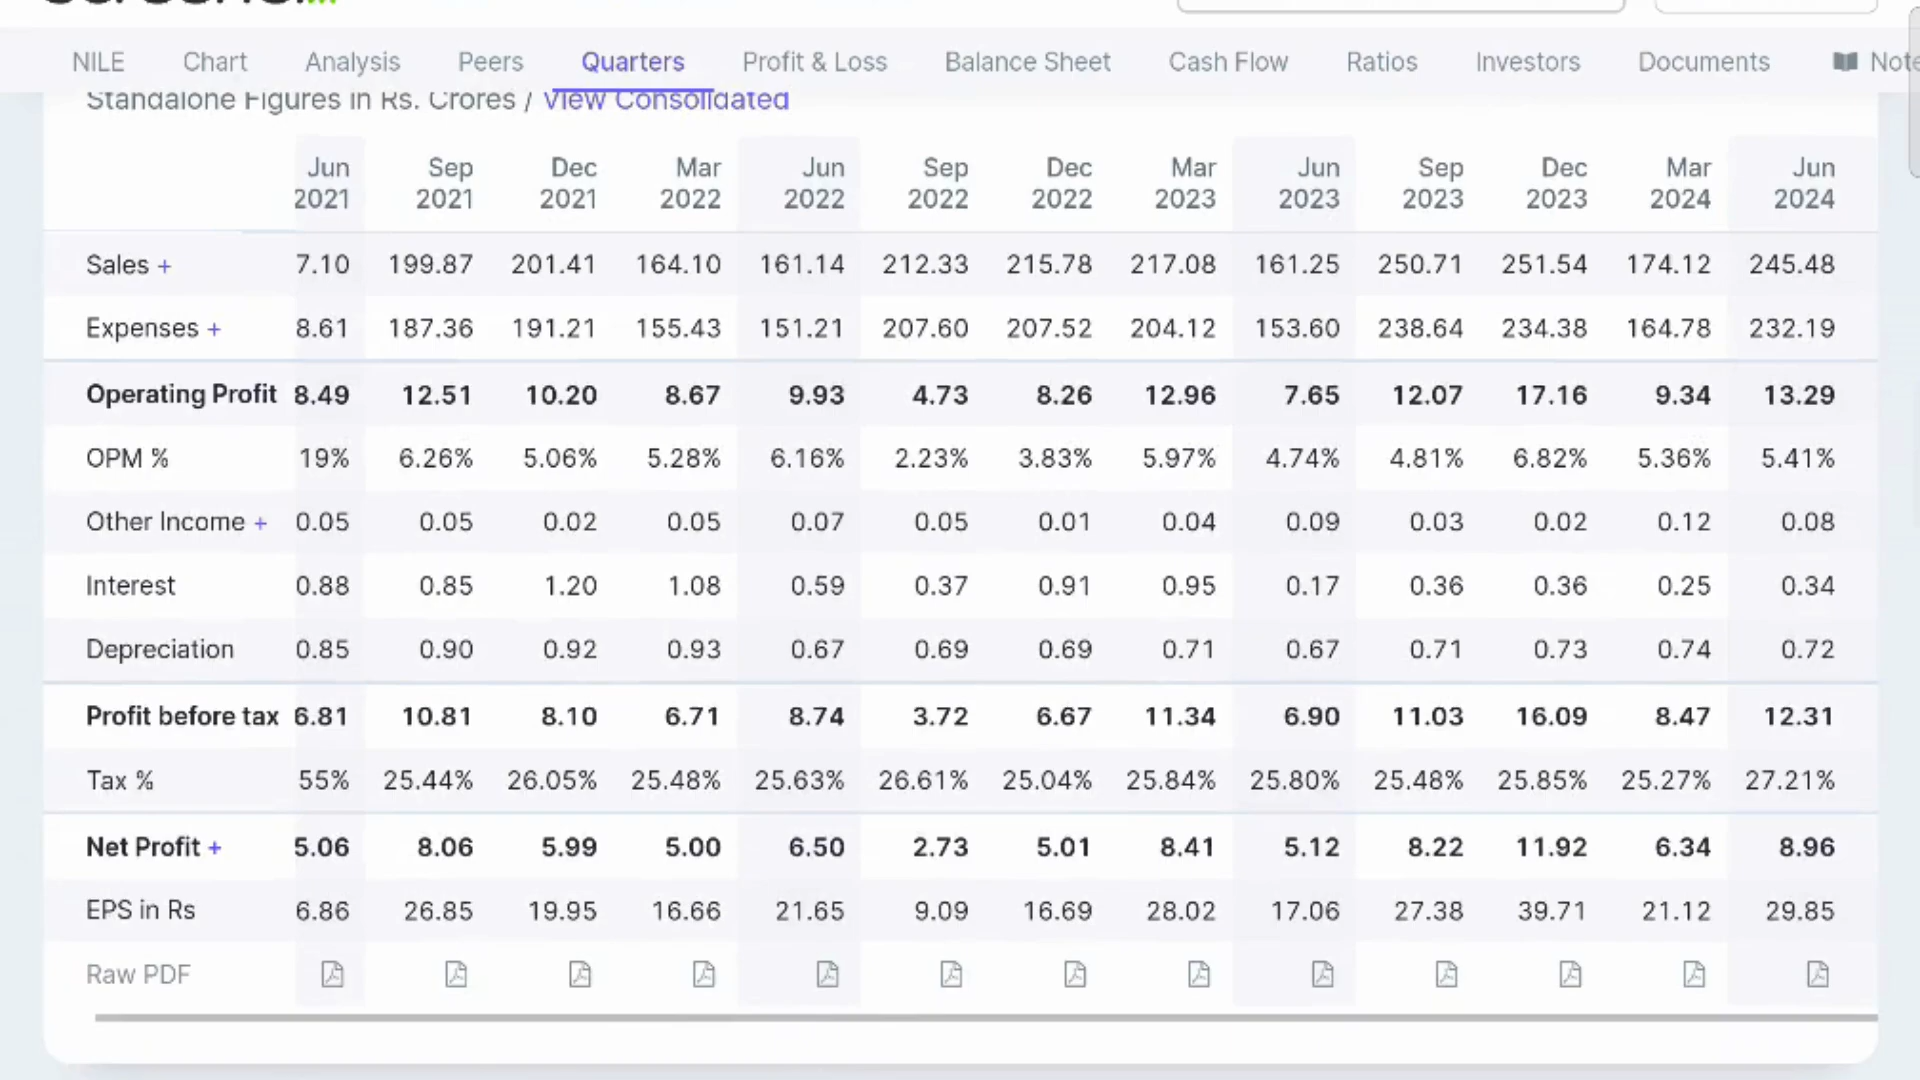 NILE Chart Analysis Peers Quarters Profit & Loss Balance Sheet Cash Flow Ratios Investors Documents Note
Standalone Figures in Rs. Crores / View Consolidated
Jun 2021 Sep 2021 Dec 2021 Mar 2022 Jun 2022 Sep 2022 Dec 2022 Mar 2023 Jun 2023 Sep 2023 Dec 2023 Mar 2024 Jun 2024
Sales + 7.10 199.87 201.41 164.10 161.14 212.33 215.78 217.08 161.25 250.71 251.54 174.12 245.48
Expenses + 8.61 187.36 191.21 155.43 151.21 207.60 207.52 204.12 153.60 238.64 234.38 164.78 232.19
Operating Profit 8.49 12.51 10.20 8.67 9.93 4.73 8.26 12.96 7.65 12.07 17.16 9.34 13.29
OPM % 19% 6.26% 5.06% 5.28% 6.16% 2.23% 3.83% 5.97% 4.74% 4.81% 6.82% 5.36% 5.41%
Other Income + 0.05 0.05 0.02 0.05 0.07 0.05 0.01 0.04 0.09 0.03 0.02 0.12 0.08
Interest 0.88 0.85 1.20 1.08 0.59 0.37 0.91 0.95 0.17 0.36 0.36 0.25 0.34
Depreciation 0.85 0.90 0.92 0.93 0.67 0.69 0.69 0.71 0.67 0.71 0.73 0.74 0.72
Profit before tax 6.81 10.81 8.10 6.71 8.74 3.72 6.67 11.34 6.90 11.03 16.09 8.47 12.31
Tax % 55% 25.44% 26.05% 25.48% 25.63% 26.61% 25.04% 25.84% 25.80% 25.48% 25.85% 25.27% 27.21%
Net Profit + 5.06 8.06 5.99 5.00 6.50 2.73 5.01 8.41 5.12 8.22 11.92 6.34 8.96
EPS in Rs 6.86 26.85 19.95 16.66 21.65 9.09 16.69 28.02 17.06 27.38 39.71 21.12 29.85
Raw PDF